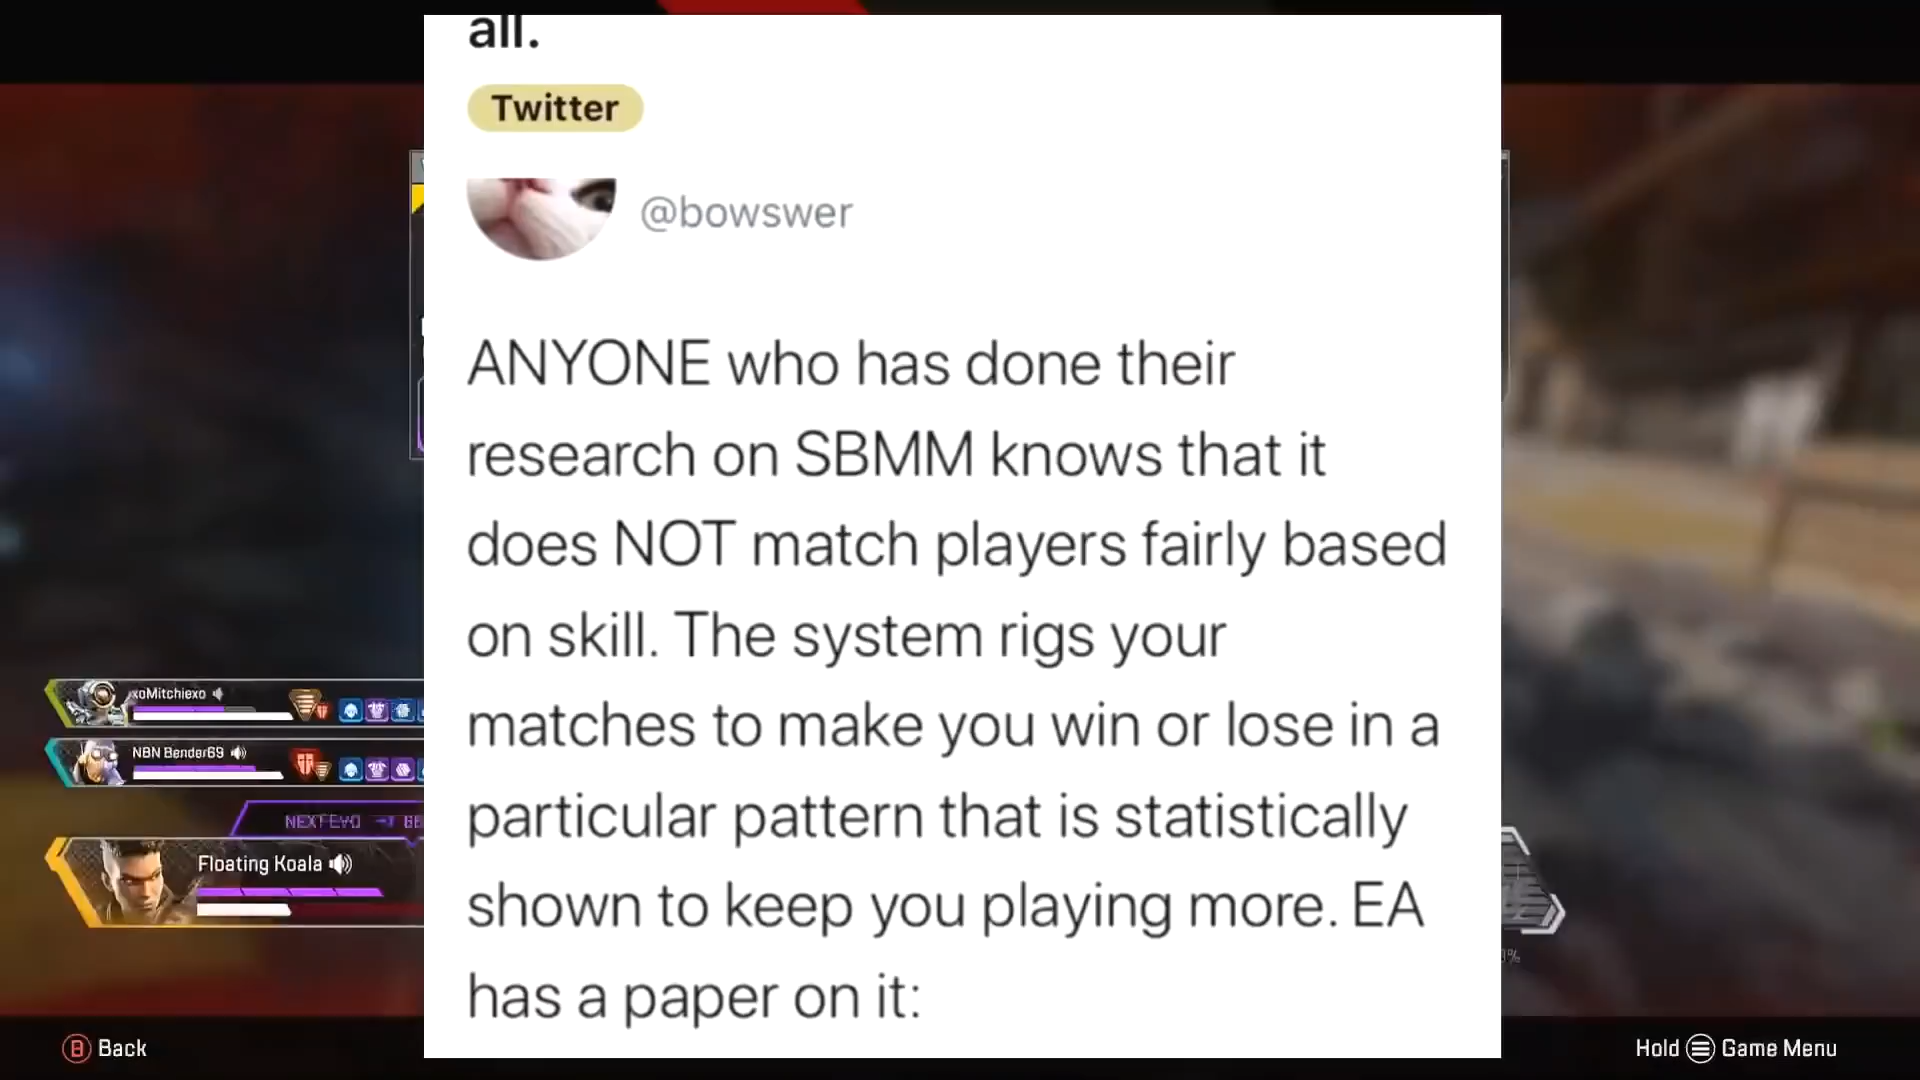 all.
Twitter
@bowswer
ANYONE who has done their
research on SBMM knows that it
does NOT match players fairly based
on skill. The system rigs your
matches to make you win or lose in a
particular pattern that is statistically
shown to keep you playing more. EA
has a paper on it:
xoMitchiexo
NBN Bender69
NEXT EVO
Floating Koala
B Back
Hold Game Menu